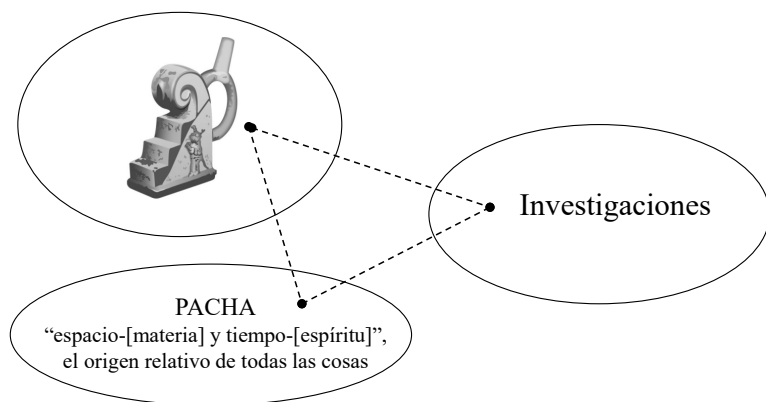 Investigaciones
PACHA
“espacio-[materia] y tiempo-[espíritu]”,
el origen relativo de todas las cosas